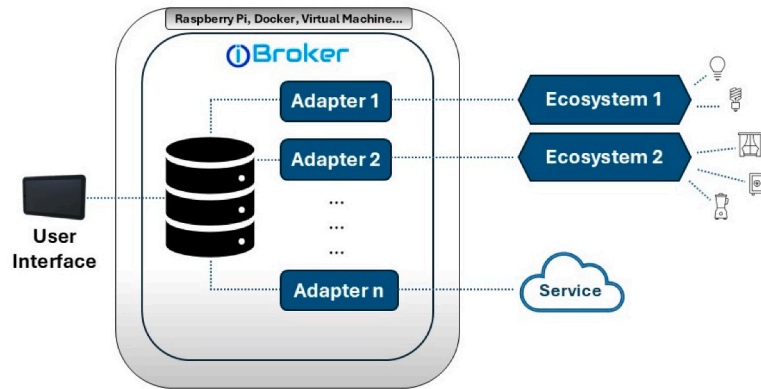 Raspberry Pi, Docker, Virtual Machine...
ioBroker
Adapter 1
Ecosystem 1
Adapter 2
Ecosystem 2
...
...
...
User
Interface
Adapter n
Service